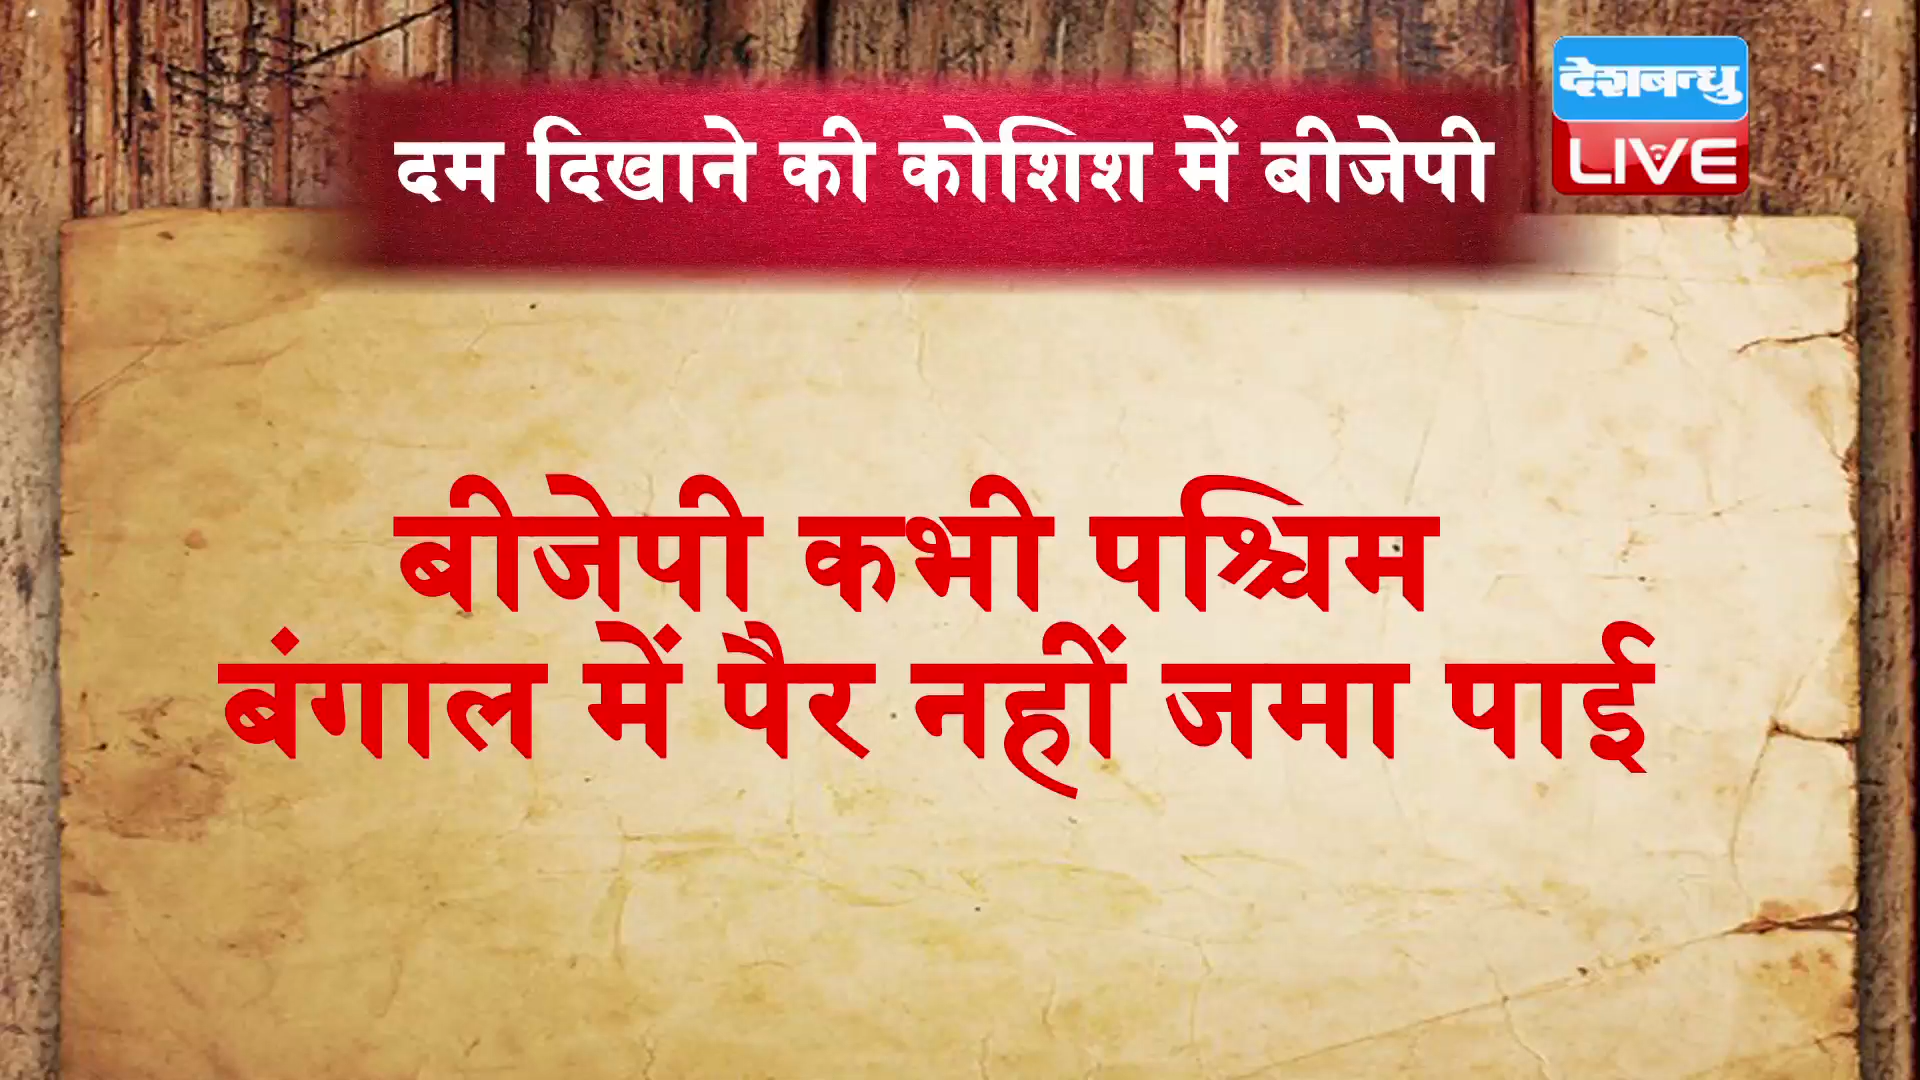 दम दिखाने की कोशिश में बीजेपी
देशबन्धु
LIVE
बीजेपी कभी पश्चिम
बंगाल में पैर नहीं जमा पाई